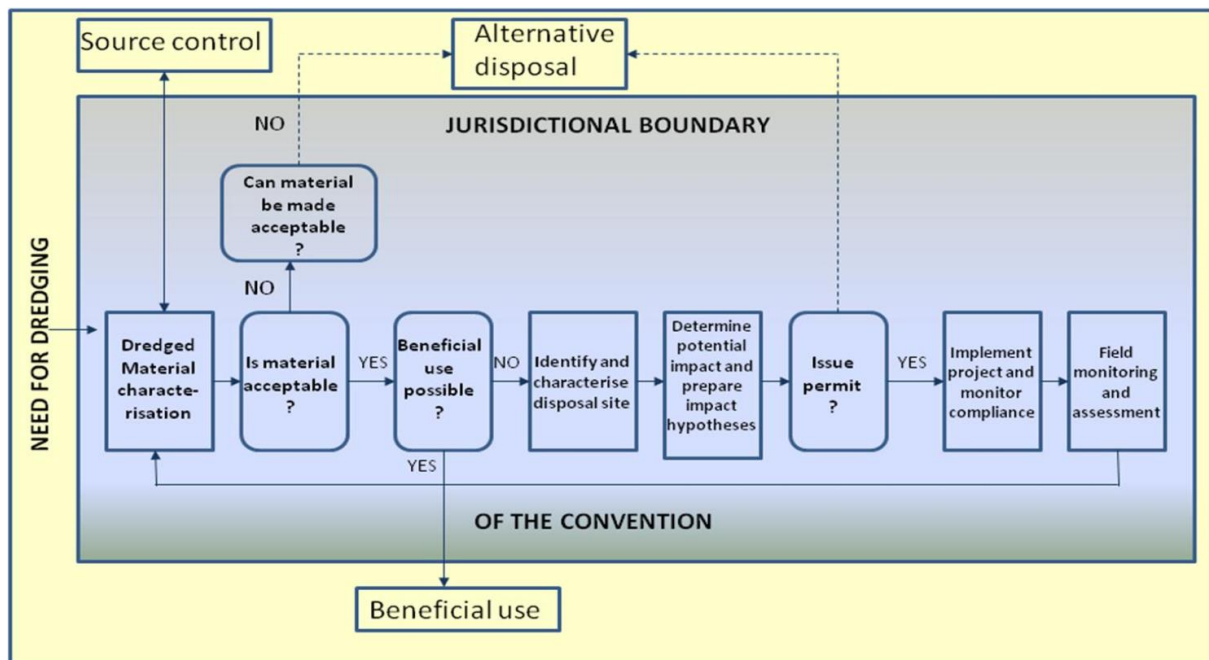 Source control
Alternative
disposal
NO
JURISDICTIONAL BOUNDARY
Can material
be made
acceptable
?
NO
NEED FOR DREDGING
Dredged
Material
characte-
risation
Is material
acceptable
?
YES
Beneficial
use
possible
?
NO
Identify and
characterise
disposal site
Determine
potential
impact and
prepare
impact
hypotheses
Issue
permit
?
YES
Implement
project and
monitor
compliance
Field
monitoring
and
assessment
YES
OF THE CONVENTION
Beneficial use